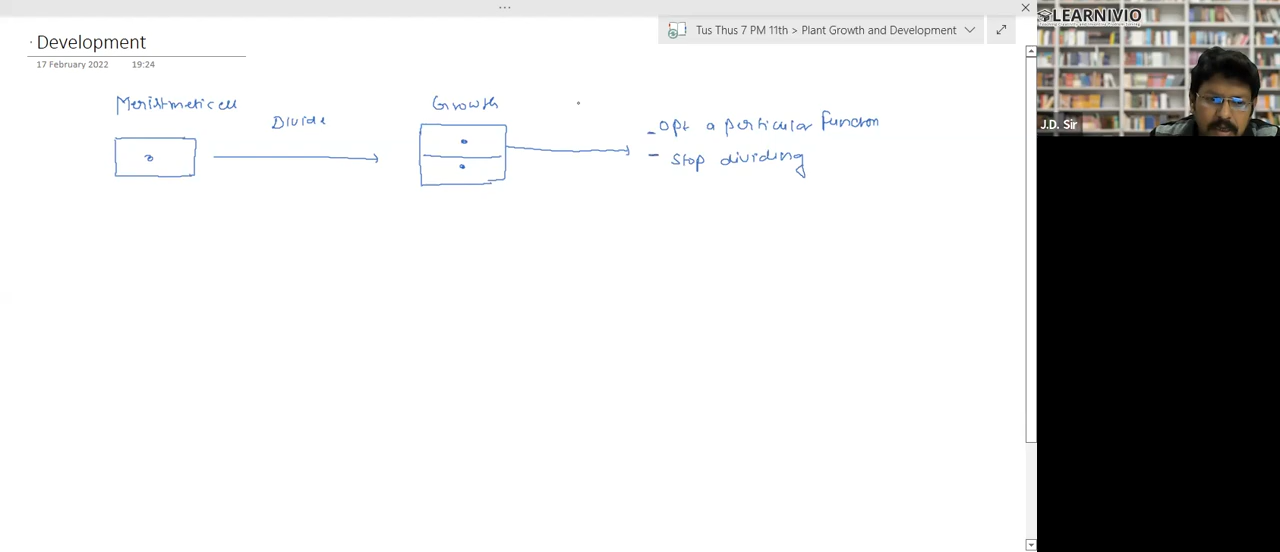 Development
17 February 2022 19:24
Tus Thus 7 PM 11th > Plant Growth and Development
LEARNIVIO
J.D. Sir
Meristmetic cell
Divide
Growth
- opt a perticular function
- stop dividing